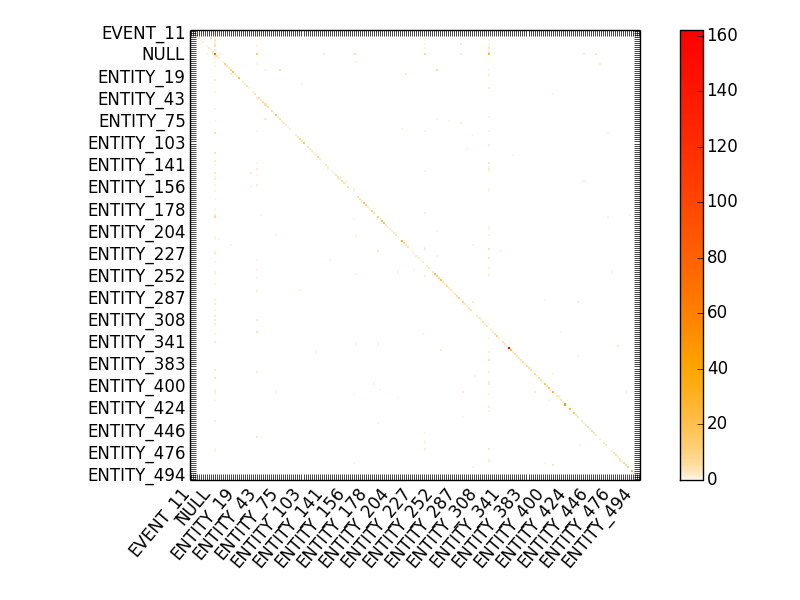 EVENT_11
NULL
ENTITY_19
ENTITY_43
ENTITY_75
ENTITY_103
ENTITY_141
ENTITY_156
ENTITY_178
ENTITY_204
ENTITY_227
ENTITY_252
ENTITY_287
ENTITY_308
ENTITY_341
ENTITY_383
ENTITY_400
ENTITY_424
ENTITY_446
ENTITY_476
ENTITY_494
EVENT_11
NULL
ENTITY_19
ENTITY_43
ENTITY_75
ENTITY_103
ENTITY_141
ENTITY_156
ENTITY_178
ENTITY_204
ENTITY_227
ENTITY_252
ENTITY_287
ENTITY_308
ENTITY_341
ENTITY_383
ENTITY_400
ENTITY_424
ENTITY_446
ENTITY_476
ENTITY_494
160
140
120
100
80
60
40
20
0